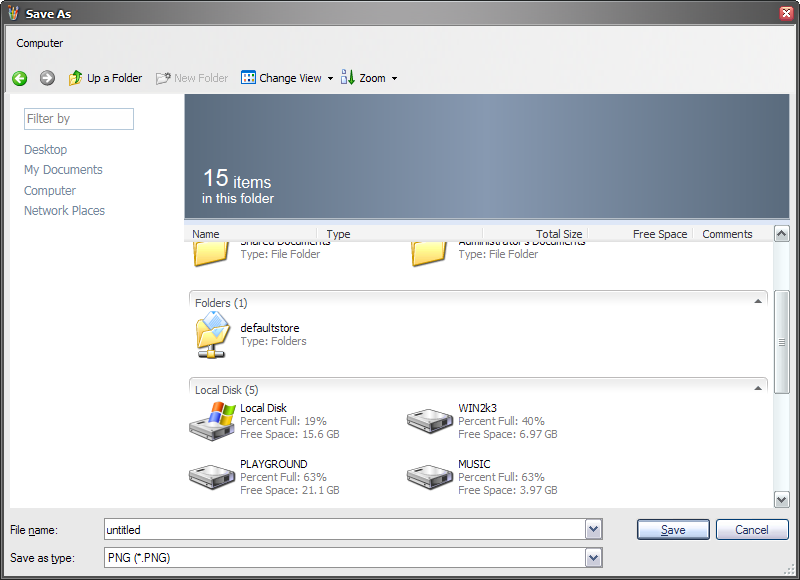 Save As
Computer
Up a Folder
New Folder
Change View
Zoom
Filter by
Desktop
My Documents
Computer
Network Places
15 items
in this folder
Name Type Total Size Free Space Comments
Shared Documents Administrator's Documents
Type: File Folder Type: File Folder
Folders (1)
defaultstore
Type: Folders
Local Disk (5)
Local Disk
Percent Full: 19%
Free Space: 15.6 GB
WIN2k3
Percent Full: 40%
Free Space: 6.97 GB
PLAYGROUND
Percent Full: 63%
Free Space: 21.1 GB
MUSIC
Percent Full: 63%
Free Space: 3.97 GB
File name: untitled
Save Cancel
Save as type: PNG (*.PNG)